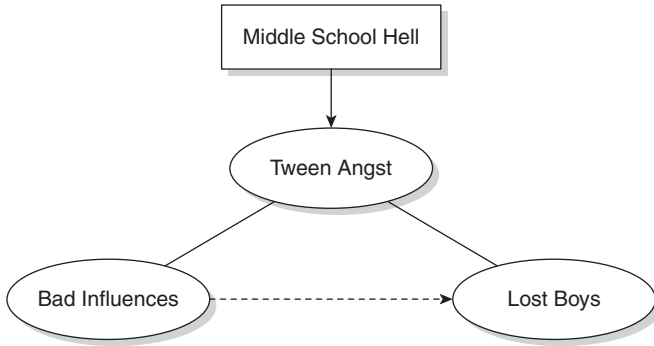 Middle School Hell
Tween Angst
Bad Influences
Lost Boys